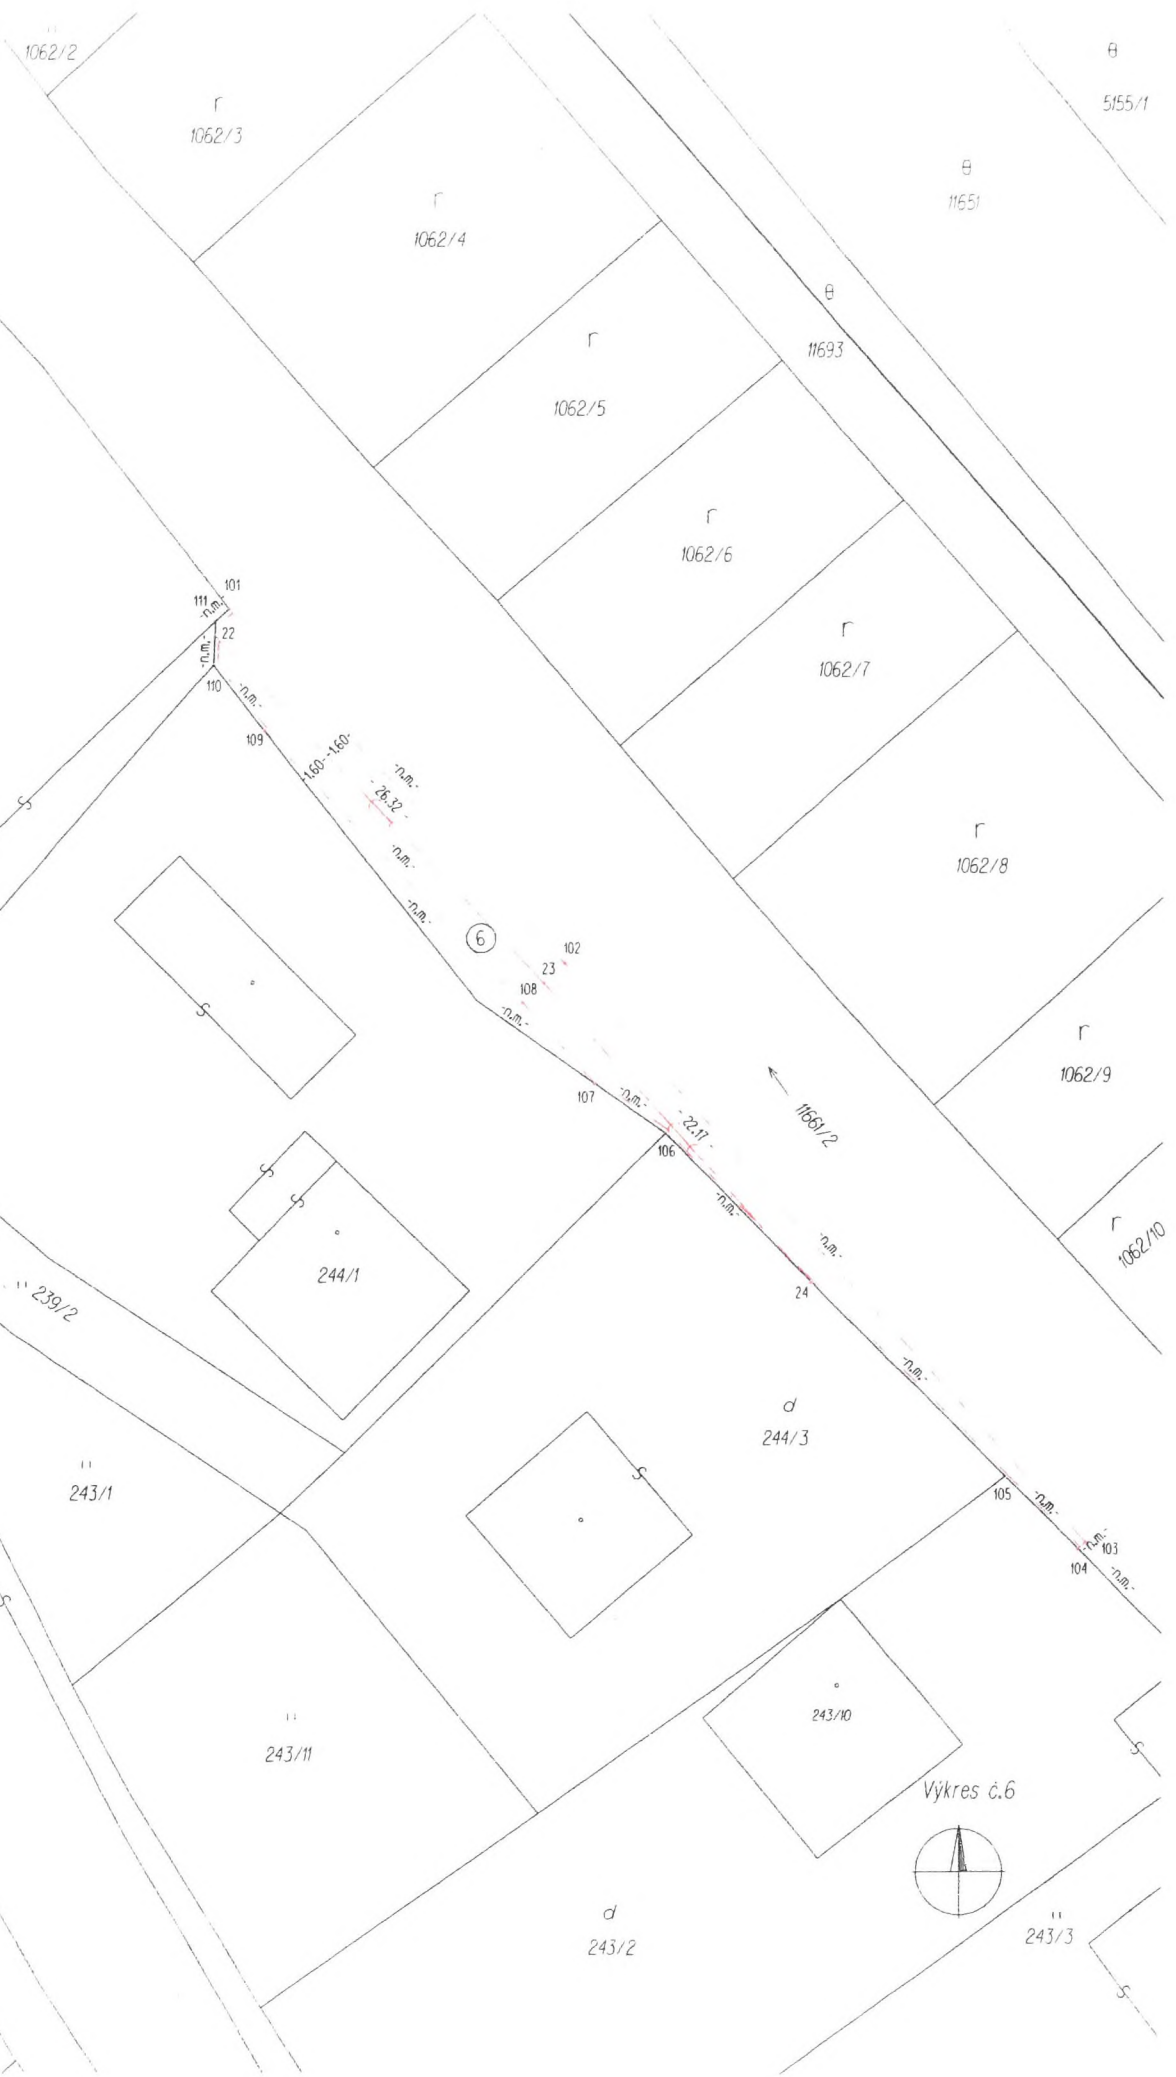 1062/2
r
1062/3
r
1062/4
r
1062/5
r
1062/6
r
1062/7
r
1062/8
r
1062/9
r
1062/10
5155/1
11651
11693
101
111
-n.m.-
22
-n.m.-
110
-n.m.-
109
-1.60-
-1.60-
-n.m.-
- 26.32 -
-n.m.-
-n.m.-
6
102
23
108
-n.m.-
107
-n.m.-
- 22.17 -
106
11661/2
-n.m.-
-n.m.-
24
-n.m.-
244/1
239/2
d
244/3
243/1
105
-n.m.-
-n.m.-
103
104
-n.m.-
243/10
243/11
Výkres č.6
d
243/2
243/3